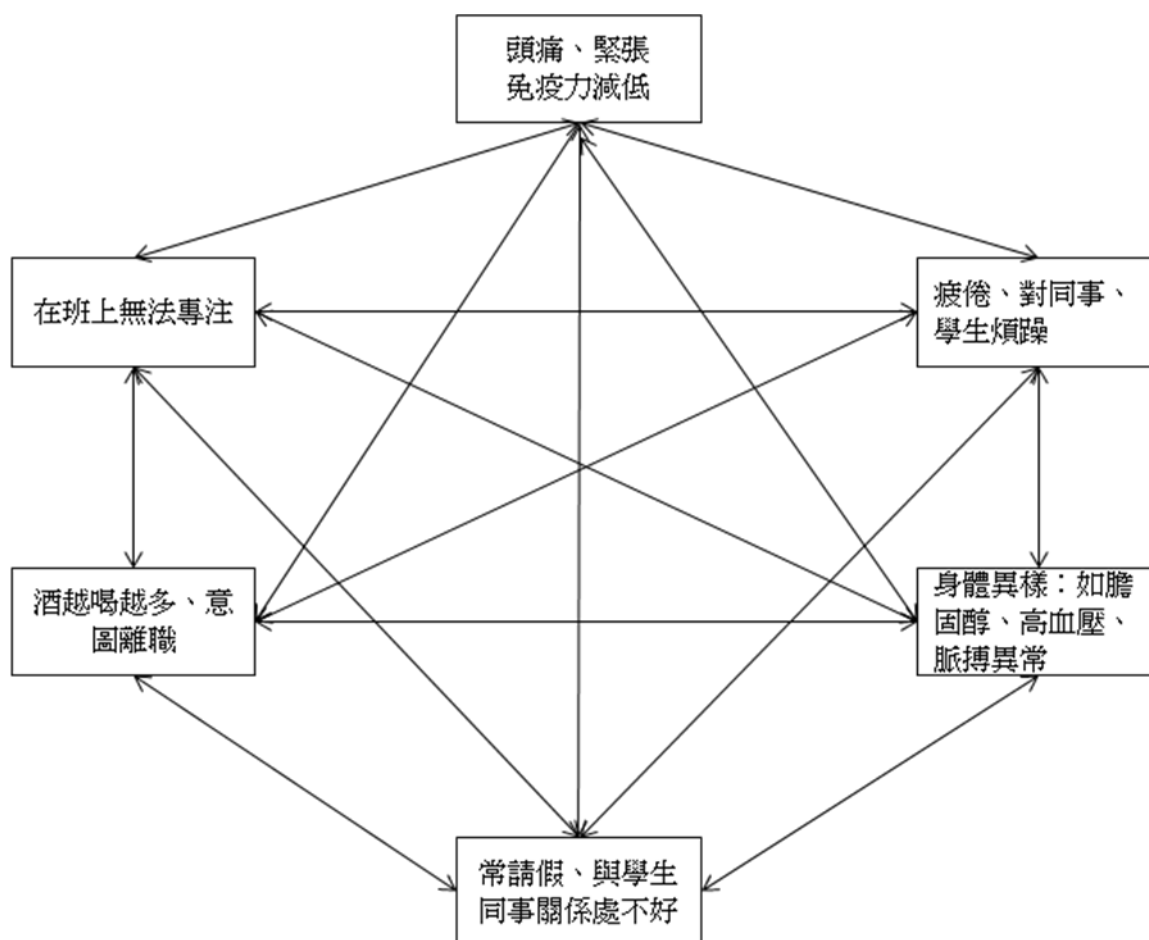 頭痛、緊張
免疫力減低
在班上無法專注
疲倦、對同事、
學生煩躁
酒越喝越多、意
圖離職
身體異樣：如膽
固醇、高血壓、
脈搏異常
常請假、與學生
同事關係處不好